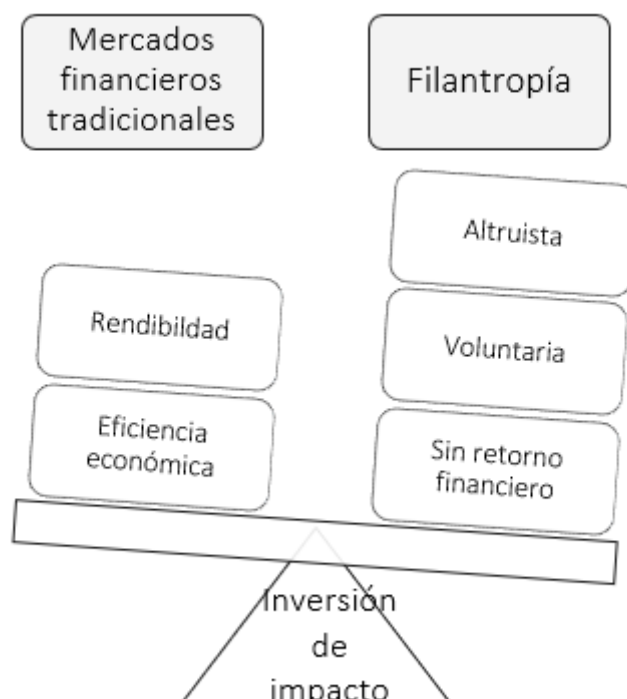 Mercados
financieros
tradicionales
Filantropía
Altruista
Rendibildad
Voluntaria
Eficiencia
económica
Sin retorno
financiero
Inversión
de
impacto